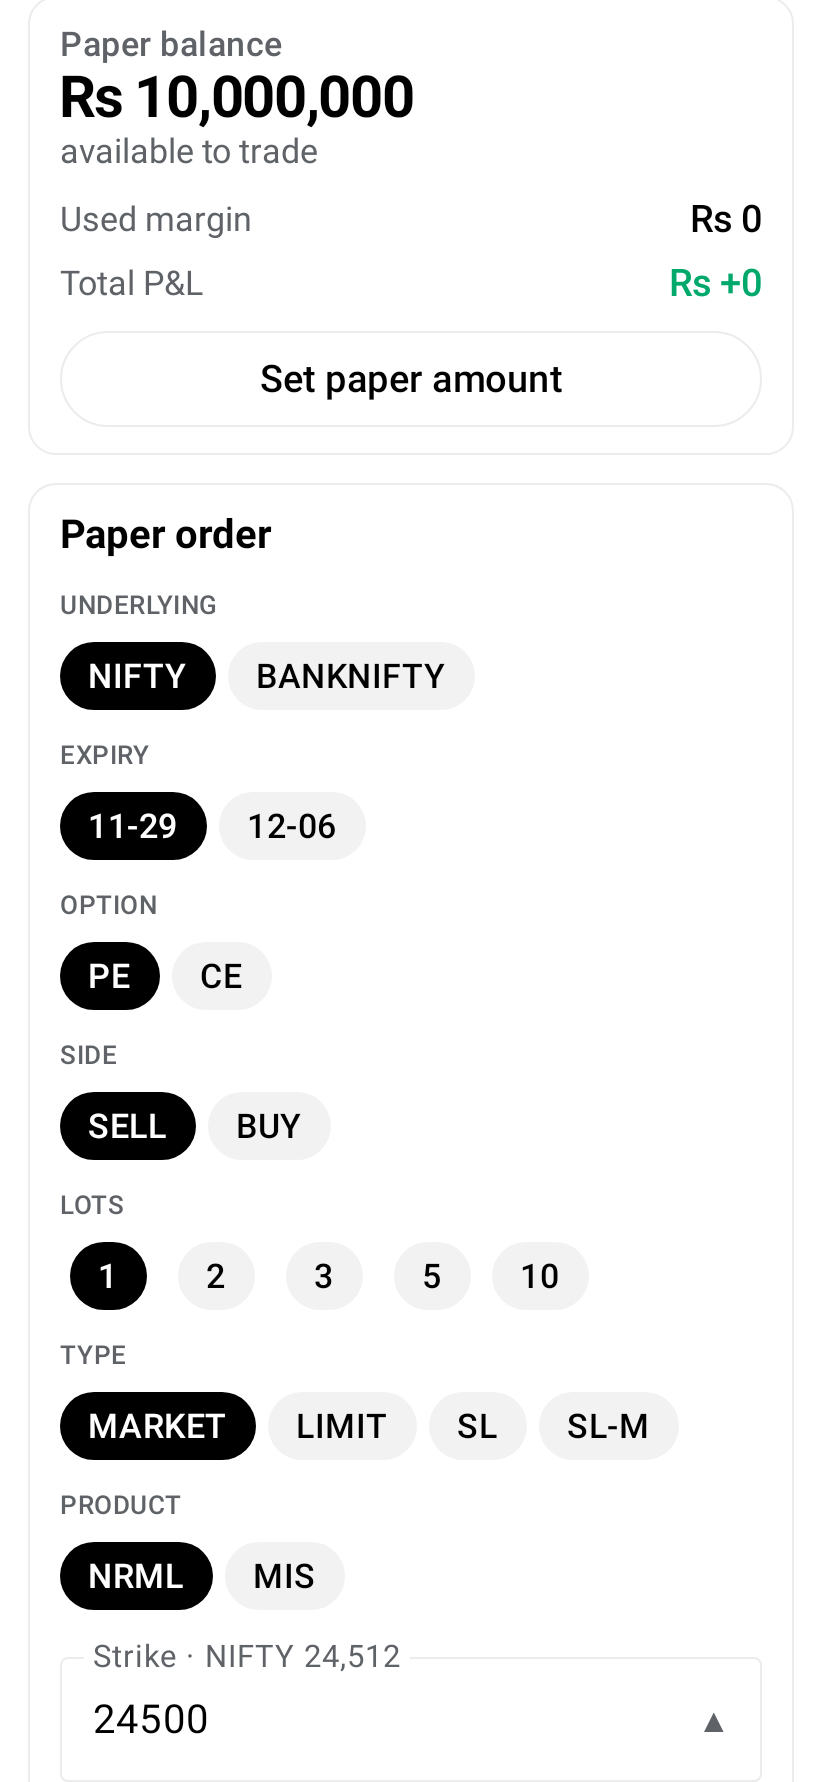 Paper balance
Rs 10,000,000
available to trade
Used margin Rs 0
Total P&L Rs +0
Set paper amount
Paper order
UNDERLYING
NIFTY BANKNIFTY
EXPIRY
11-29 12-06
OPTION
PE CE
SIDE
SELL BUY
LOTS
1 2 3 5 10
TYPE
MARKET LIMIT SL SL-M
PRODUCT
NRML MIS
Strike · NIFTY 24,512
24500 ▲